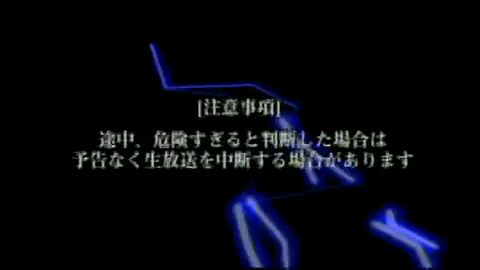 [注意事項]
途中、危険すぎると判断した場合は
予告なく生放送を中断する場合があります